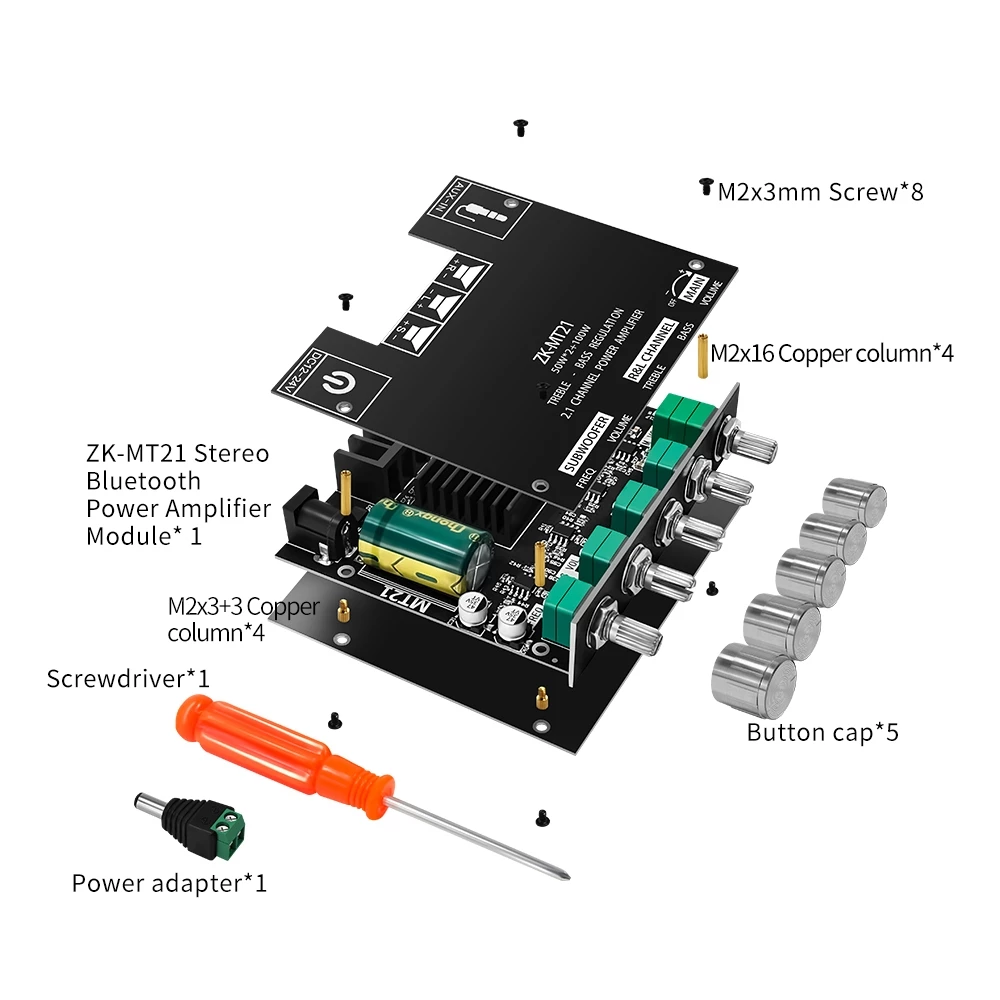 M2x3mm Screw*8
AUX-IN
+R-
-L+
+S-
DC12-24V
OFF
- +
MAIN
VOLUME
ZK-MT21
50W*2+100W
TREBLE - BASS REGULATION
2.1 CHANNEL POWER AMPLIFIER
R&L CHANNEL
TREBLE
BASS
SUBWOOFER
FREQ
VOLUME
M2x16 Copper column*4
ZK-MT21 Stereo
Bluetooth
Power Amplifier
Module* 1
Chengx
MT21
M2x3+3 Copper
column*4
Screwdriver*1
Button cap*5
Power adapter*1